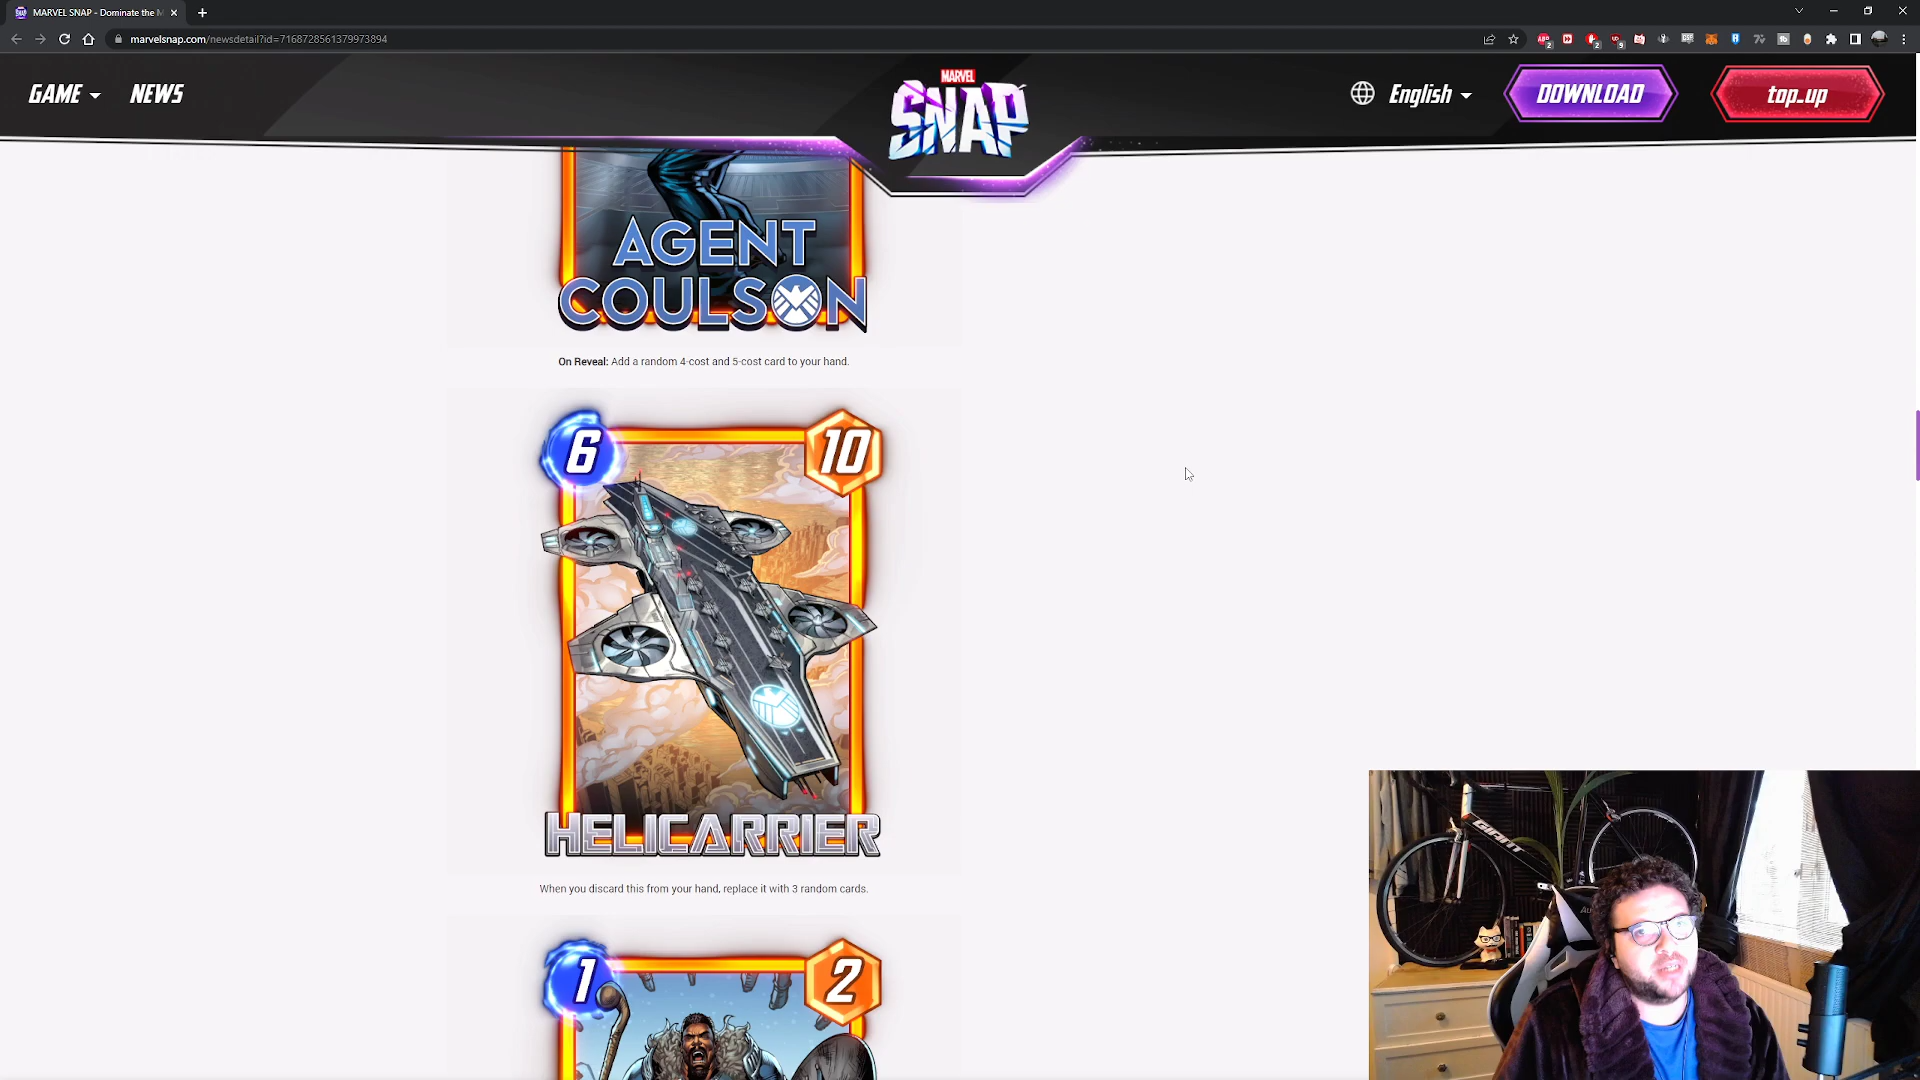 MARVEL SNAP - Dominate the M
marvelsnap.com/newsdetail?id=7168728561379973894
GAME
NEWS
MARVEL
SNAP
English
DOWNLOAD
top_up
AGENT
COULSON
On Reveal: Add a random 4-cost and 5-cost card to your hand.
6
10
HELICARRIER
When you discard this from your hand, replace it with 3 random cards.
1
2
GIANT